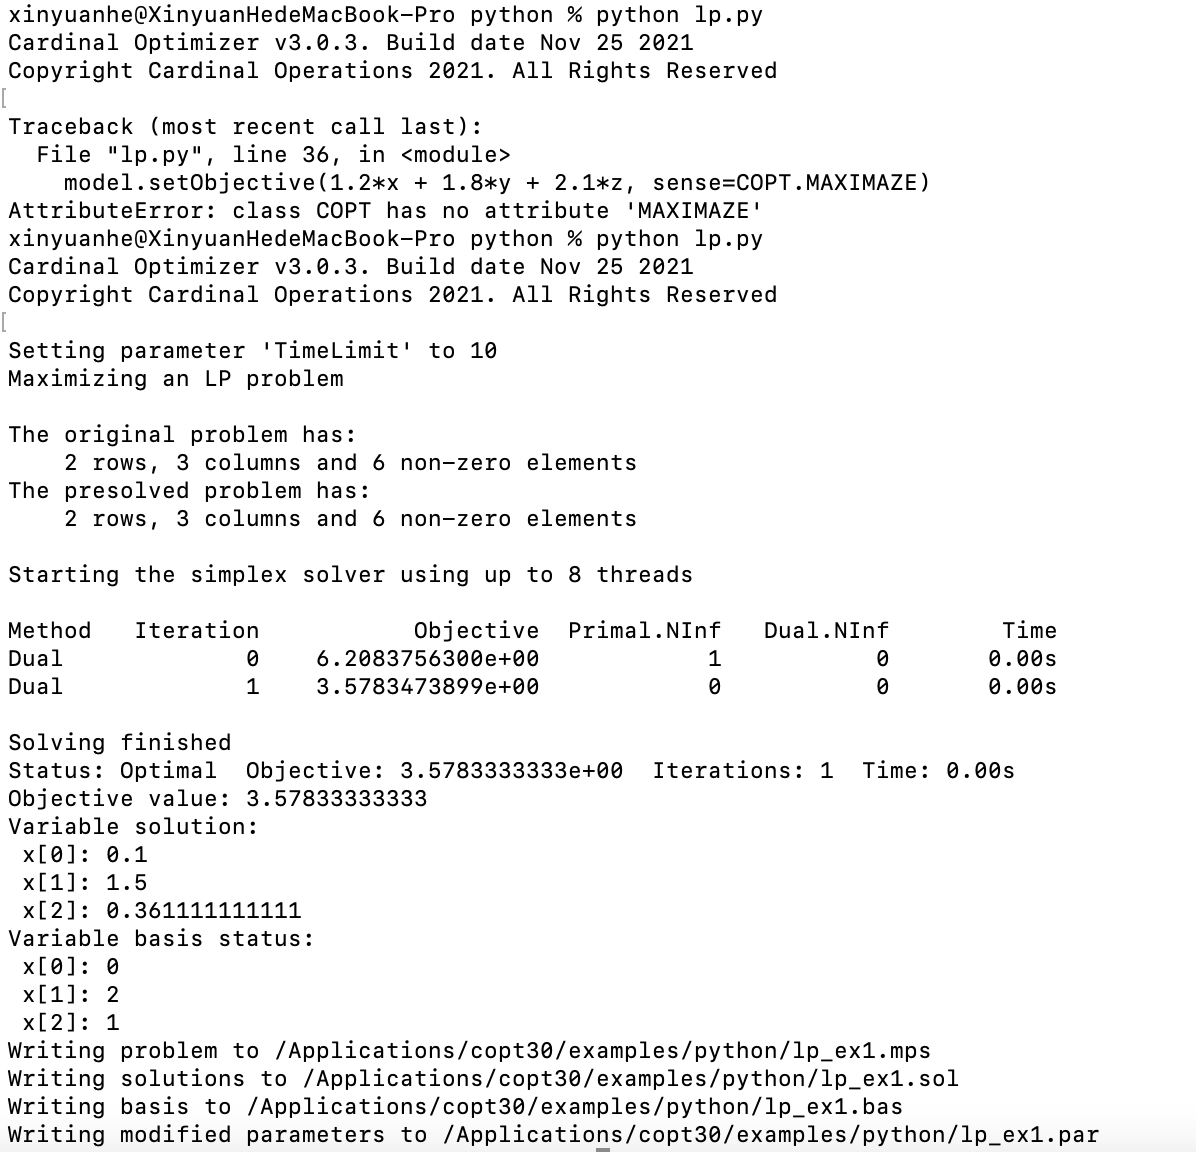 xinyuanhe@XinyuanHedeMacBook-Pro python % python lp.py
Cardinal Optimizer v3.0.3. Build date Nov 25 2021
Copyright Cardinal Operations 2021. All Rights Reserved
[
Traceback (most recent call last):
  File "lp.py", line 36, in <module>
    model.setObjective(1.2*x + 1.8*y + 2.1*z, sense=COPT.MAXIMAZE)
AttributeError: class COPT has no attribute 'MAXIMAZE'
xinyuanhe@XinyuanHedeMacBook-Pro python % python lp.py
Cardinal Optimizer v3.0.3. Build date Nov 25 2021
Copyright Cardinal Operations 2021. All Rights Reserved
[
Setting parameter 'TimeLimit' to 10
Maximizing an LP problem

The original problem has:
    2 rows, 3 columns and 6 non-zero elements
The presolved problem has:
    2 rows, 3 columns and 6 non-zero elements

Starting the simplex solver using up to 8 threads

Method   Iteration           Objective  Primal.NInf   Dual.NInf        Time
Dual             0    6.2083756300e+00            1           0       0.00s
Dual             1    3.5783473899e+00            0           0       0.00s

Solving finished
Status: Optimal  Objective: 3.5783333333e+00  Iterations: 1  Time: 0.00s
Objective value: 3.57833333333
Variable solution:
 x[0]: 0.1
 x[1]: 1.5
 x[2]: 0.361111111111
Variable basis status:
 x[0]: 0
 x[1]: 2
 x[2]: 1
Writing problem to /Applications/copt30/examples/python/lp_ex1.mps
Writing solutions to /Applications/copt30/examples/python/lp_ex1.sol
Writing basis to /Applications/copt30/examples/python/lp_ex1.bas
Writing modified parameters to /Applications/copt30/examples/python/lp_ex1.par